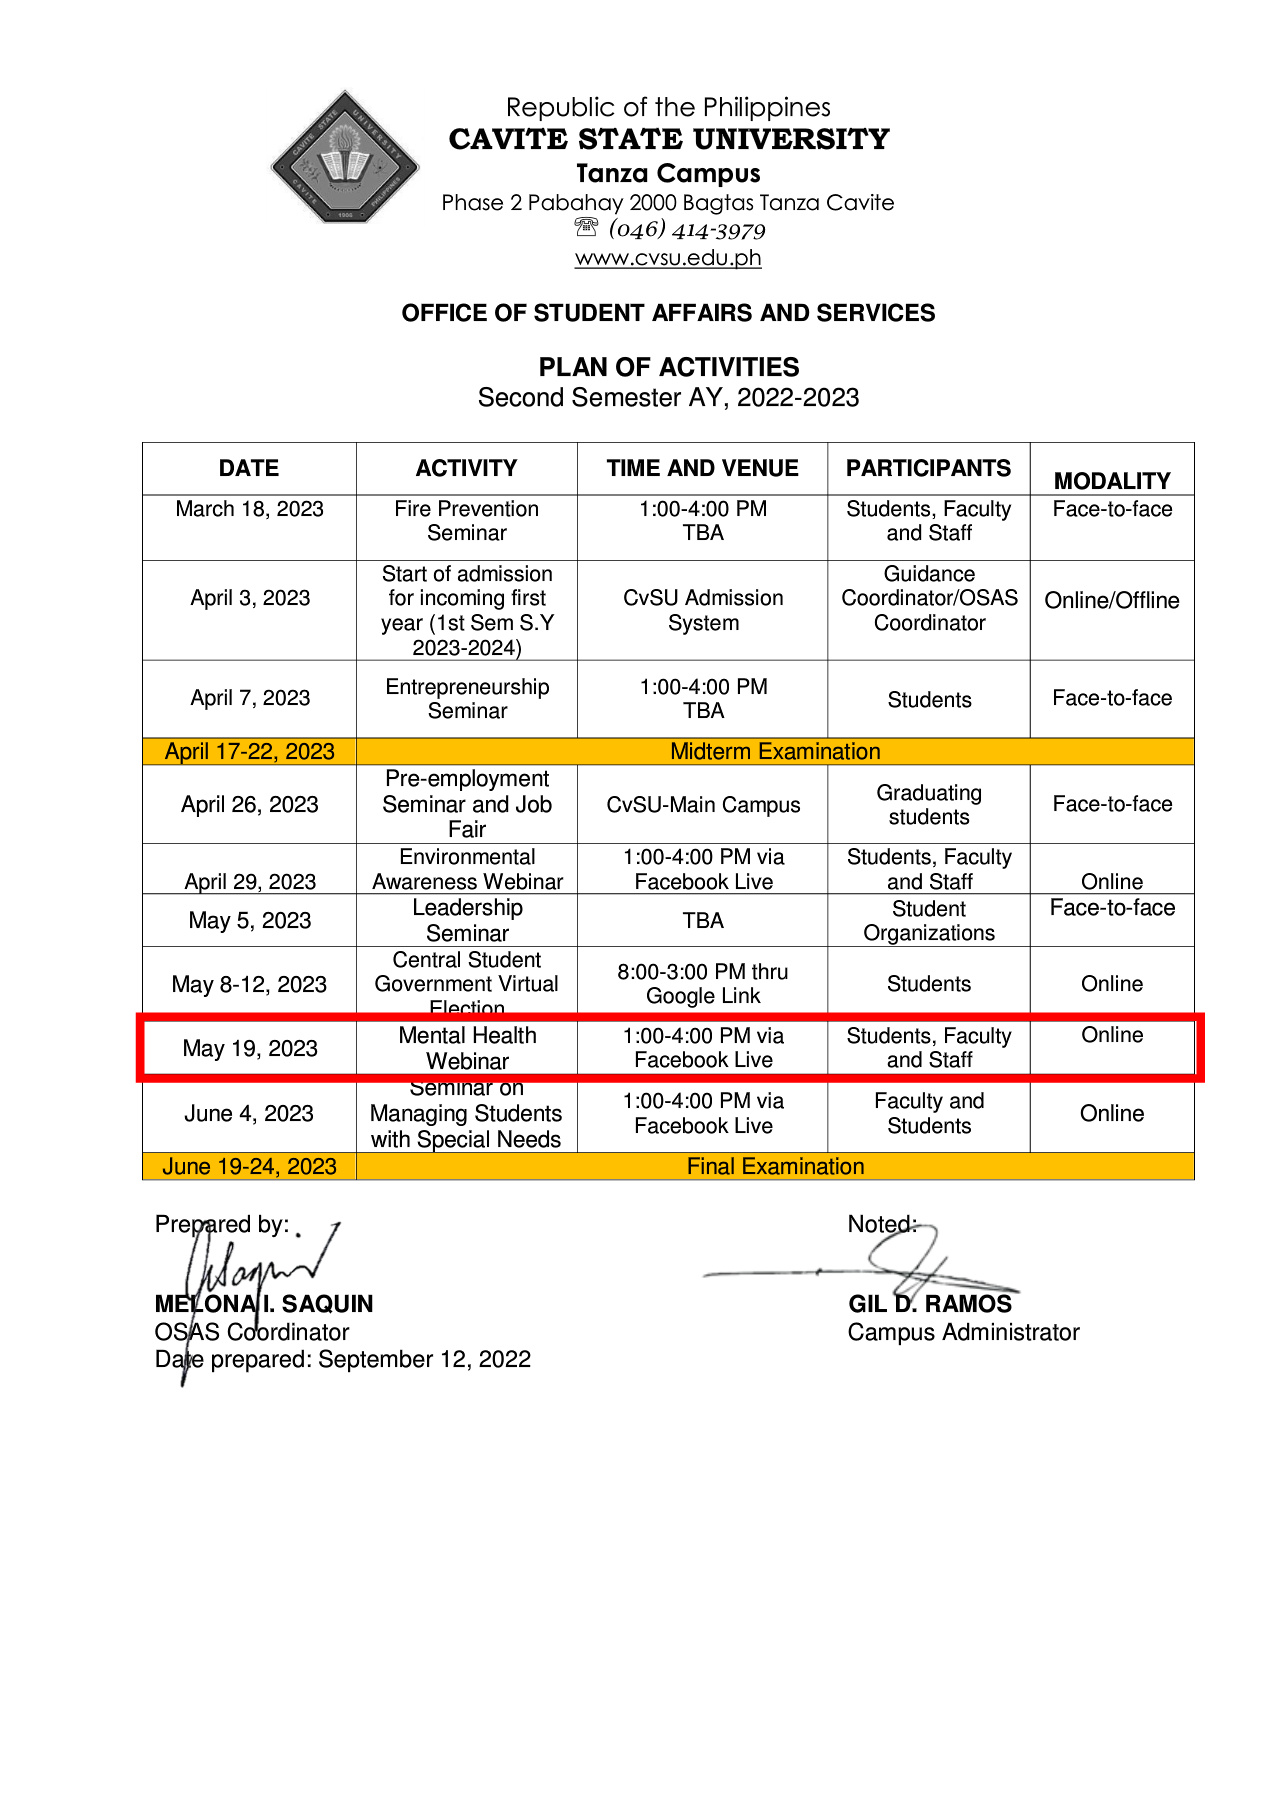 Republic of the Philippines
CAVITE STATE UNIVERSITY
Tanza Campus
Phase 2 Pabahay 2000 Bagtas Tanza Cavite
☏ (046) 414-3979
www.cvsu.edu.ph
CAVITE STATE UNIVERSITY
CAVITE
PHILIPPINES
1906
OFFICE OF STUDENT AFFAIRS AND SERVICES
PLAN OF ACTIVITIES
Second Semester AY, 2022-2023
DATE
ACTIVITY
TIME AND VENUE
PARTICIPANTS
MODALITY
March 18, 2023
Fire Prevention
Seminar
1:00-4:00 PM
TBA
Students, Faculty
and Staff
Face-to-face
April 3, 2023
Start of admission
for incoming first
year (1st Sem S.Y
2023-2024)
CvSU Admission
System
Guidance
Coordinator/OSAS
Coordinator
Online/Offline
April 7, 2023
Entrepreneurship
Seminar
1:00-4:00 PM
TBA
Students
Face-to-face
April 17-22, 2023
Midterm Examination
April 26, 2023
Pre-employment
Seminar and Job
Fair
CvSU-Main Campus
Graduating
students
Face-to-face
April 29, 2023
Environmental
Awareness Webinar
1:00-4:00 PM via
Facebook Live
Students, Faculty
and Staff
Online
May 5, 2023
Leadership
Seminar
TBA
Student
Organizations
Face-to-face
May 8-12, 2023
Central Student
Government Virtual
Election
8:00-3:00 PM thru
Google Link
Students
Online
May 19, 2023
Mental Health
Webinar
1:00-4:00 PM via
Facebook Live
Students, Faculty
and Staff
Online
June 4, 2023
Seminar on
Managing Students
with Special Needs
1:00-4:00 PM via
Facebook Live
Faculty and
Students
Online
June 19-24, 2023
Final Examination
Prepared by:
MELONA I. SAQUIN
OSAS Coordinator
Date prepared: September 12, 2022
Noted:
GIL D. RAMOS
Campus Administrator